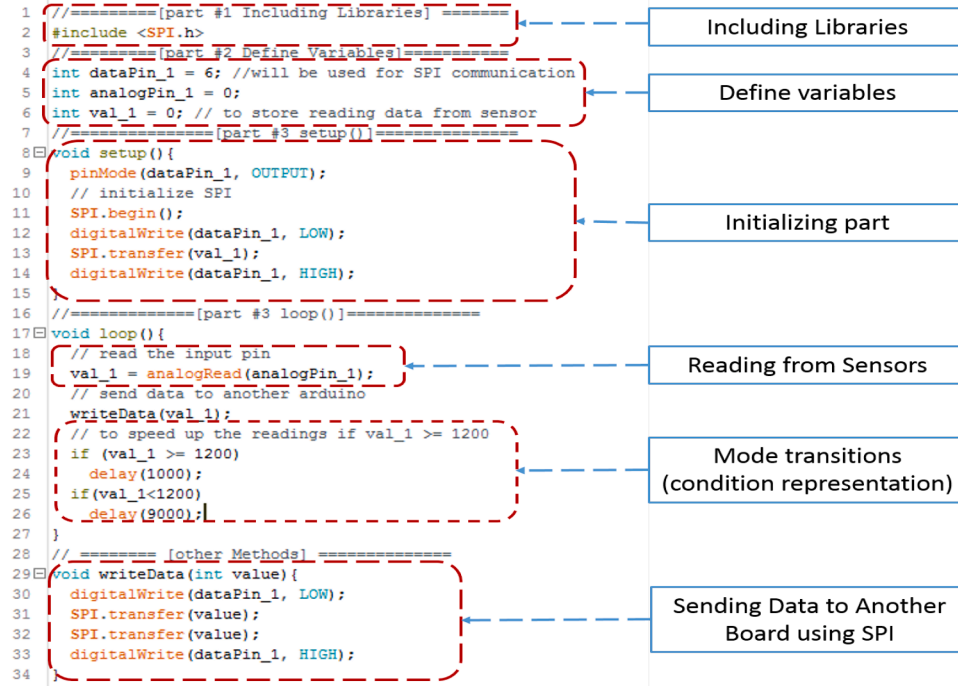 1 //=========[part #1 Including Libraries] =======
2 #include <SPI.h>
3 //=========[part #2 Define Variables]===========
4 int dataPin_1 = 6; //will be used for SPI communication
5 int analogPin_1 = 0;
6 int val_1 = 0; // to store reading data from sensor
7 //===============[part #3 setup()]===============
8 void setup(){
9 pinMode(dataPin_1, OUTPUT);
10 // initialize SPI
11 SPI.begin();
12 digitalWrite(dataPin_1, LOW);
13 SPI.transfer(val_1);
14 digitalWrite(dataPin_1, HIGH);
15 }
16 //=============[part #3 loop()]==============
17 void loop(){
18 // read the input pin
19 val_1 = analogRead(analogPin_1);
20 // send data to another arduino
21 writeData(val_1);
22 // to speed up the readings if val_1 >= 1200
23 if (val_1 >= 1200)
24 delay(1000);
25 if(val_1<1200)
26 delay(9000);
27 }
28 // ======== [other Methods] ==============
29 void writeData(int value){
30 digitalWrite(dataPin_1, LOW);
31 SPI.transfer(value);
32 SPI.transfer(value);
33 digitalWrite(dataPin_1, HIGH);
34 }
Including Libraries
Define variables
Initializing part
Reading from Sensors
Mode transitions
(condition representation)
Sending Data to Another
Board using SPI